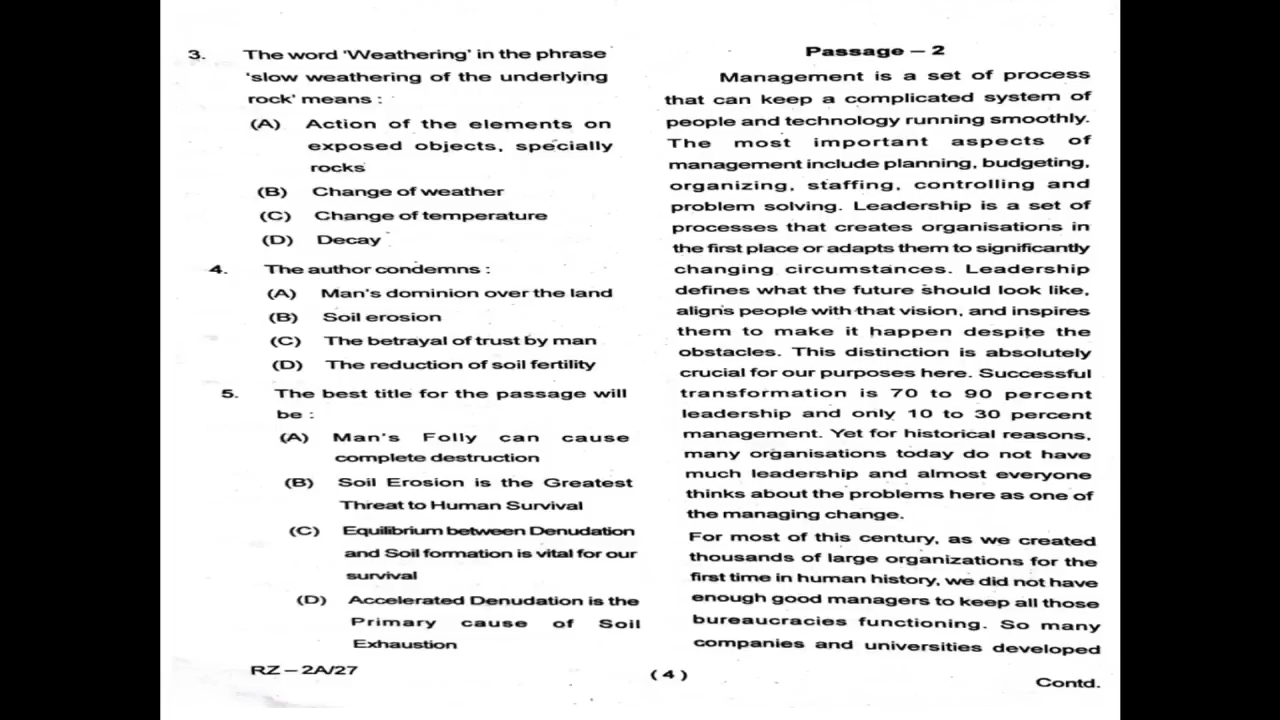 3. The word 'Weathering' in the phrase
'slow weathering of the underlying
rock' means :
(A) Action of the elements on
exposed objects, specially
rocks
(B) Change of weather
(C) Change of temperature
(D) Decay
4. The author condemns :
(A) Man's dominion over the land
(B) Soil erosion
(C) The betrayal of trust by man
(D) The reduction of soil fertility
5. The best title for the passage will
be :
(A) Man's Folly can cause
complete destruction
(B) Soil Erosion is the Greatest
Threat to Human Survival
(C) Equilibrium between Denudation
and Soil formation is vital for our
survival
(D) Accelerated Denudation is the
Primary cause of Soil
Exhaustion
RZ – 2A/27
Passage – 2
Management is a set of process
that can keep a complicated system of
people and technology running smoothly.
The most important aspects of
management include planning, budgeting,
organizing, staffing, controlling and
problem solving. Leadership is a set of
processes that creates organisations in
the first place or adapts them to significantly
changing circumstances. Leadership
defines what the future should look like,
aligns people with that vision, and inspires
them to make it happen despite the
obstacles. This distinction is absolutely
crucial for our purposes here. Successful
transformation is 70 to 90 percent
leadership and only 10 to 30 percent
management. Yet for historical reasons,
many organisations today do not have
much leadership and almost everyone
thinks about the problems here as one of
the managing change.
For most of this century, as we created
thousands of large organizations for the
first time in human history, we did not have
enough good managers to keep all those
bureaucracies functioning. So many
companies and universities developed
(4)
Contd.